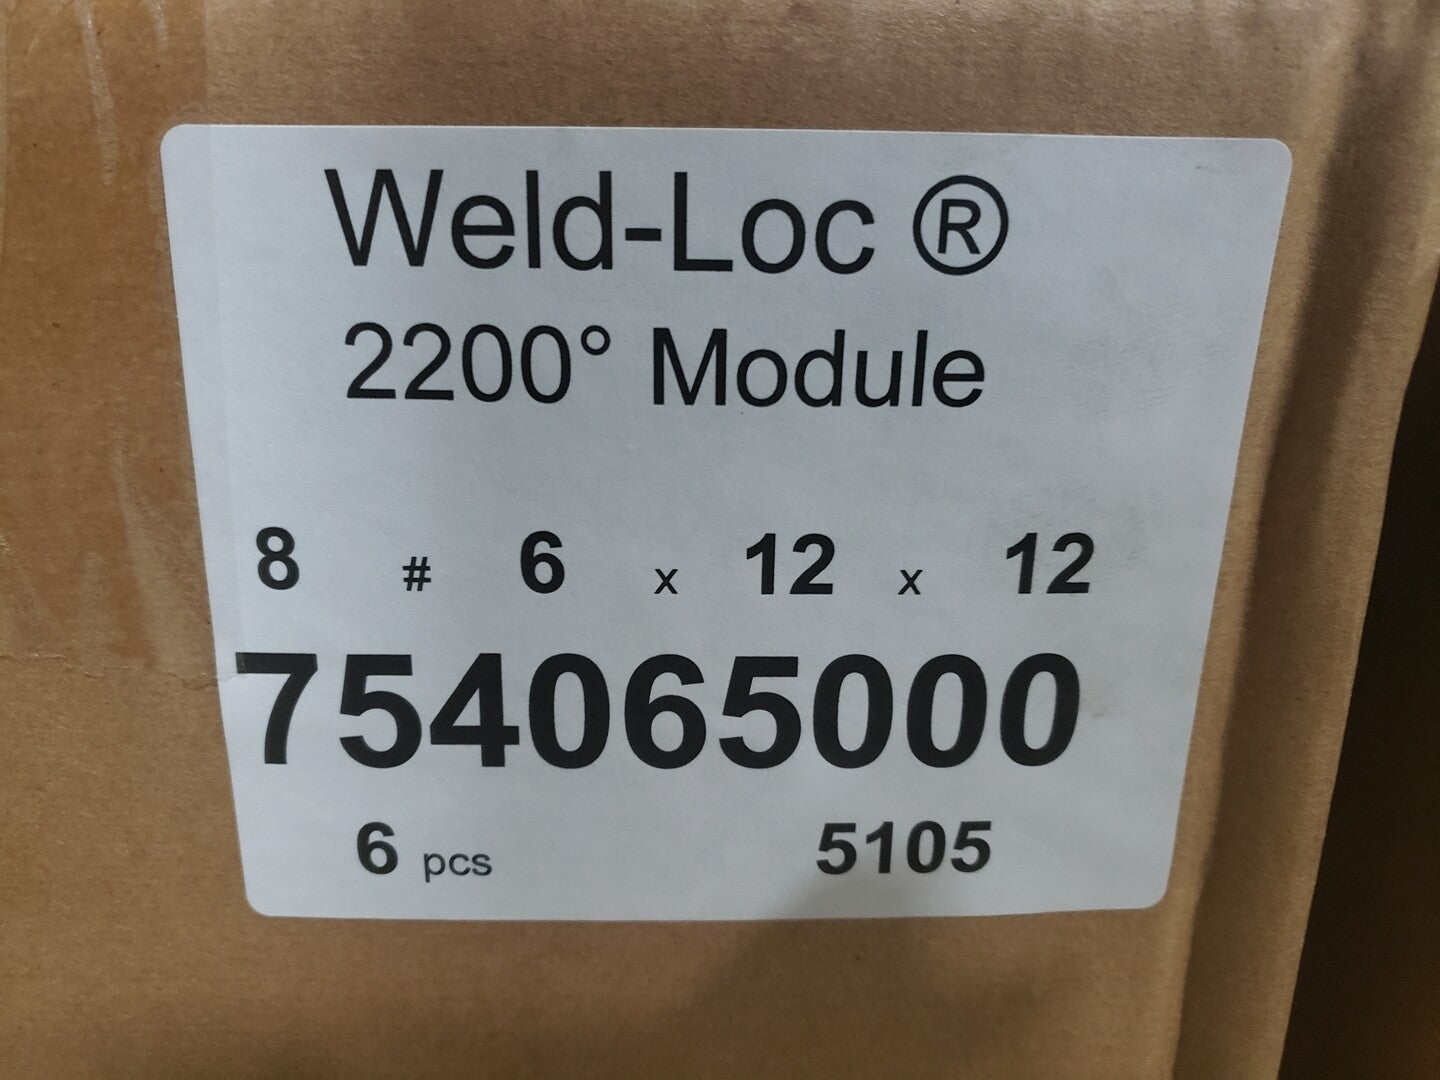 Weld-Loc ®
2200° Module
8 # 6 x 12 x 12
754065000
6 pcs 5105